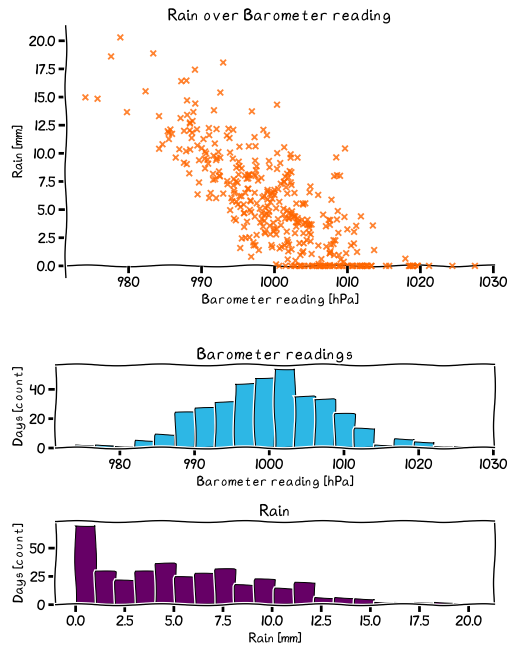 Rain over Barometer reading
Rain [mm]
20.0
17.5
15.0
12.5
10.0
7.5
5.0
2.5
0.0
980 990 1000 1010 1020 1030
Barometer reading [hPa]
Barometer readings
Days [count]
40
20
0
980 990 1000 1010 1020 1030
Barometer reading [hPa]
Rain
Days [count]
50
25
0
0.0 2.5 5.0 7.5 10.0 12.5 15.0 17.5 20.0
Rain [mm]